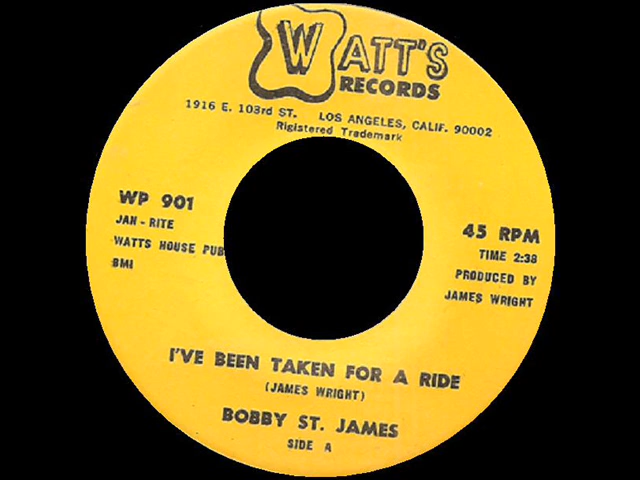 WATT'S
RECORDS
1916 E. 103rd ST. LOS ANGELES, CALIF. 90002
Rigistered Trademark
WP 901
JAN-RITE
WATTS HOUSE PUB
BMI
45 RPM
TIME 2:38
PRODUCED BY
JAMES WRIGHT
I'VE BEEN TAKEN FOR A RIDE
(JAMES WRIGHT)
BOBBY ST. JAMES
SIDE A